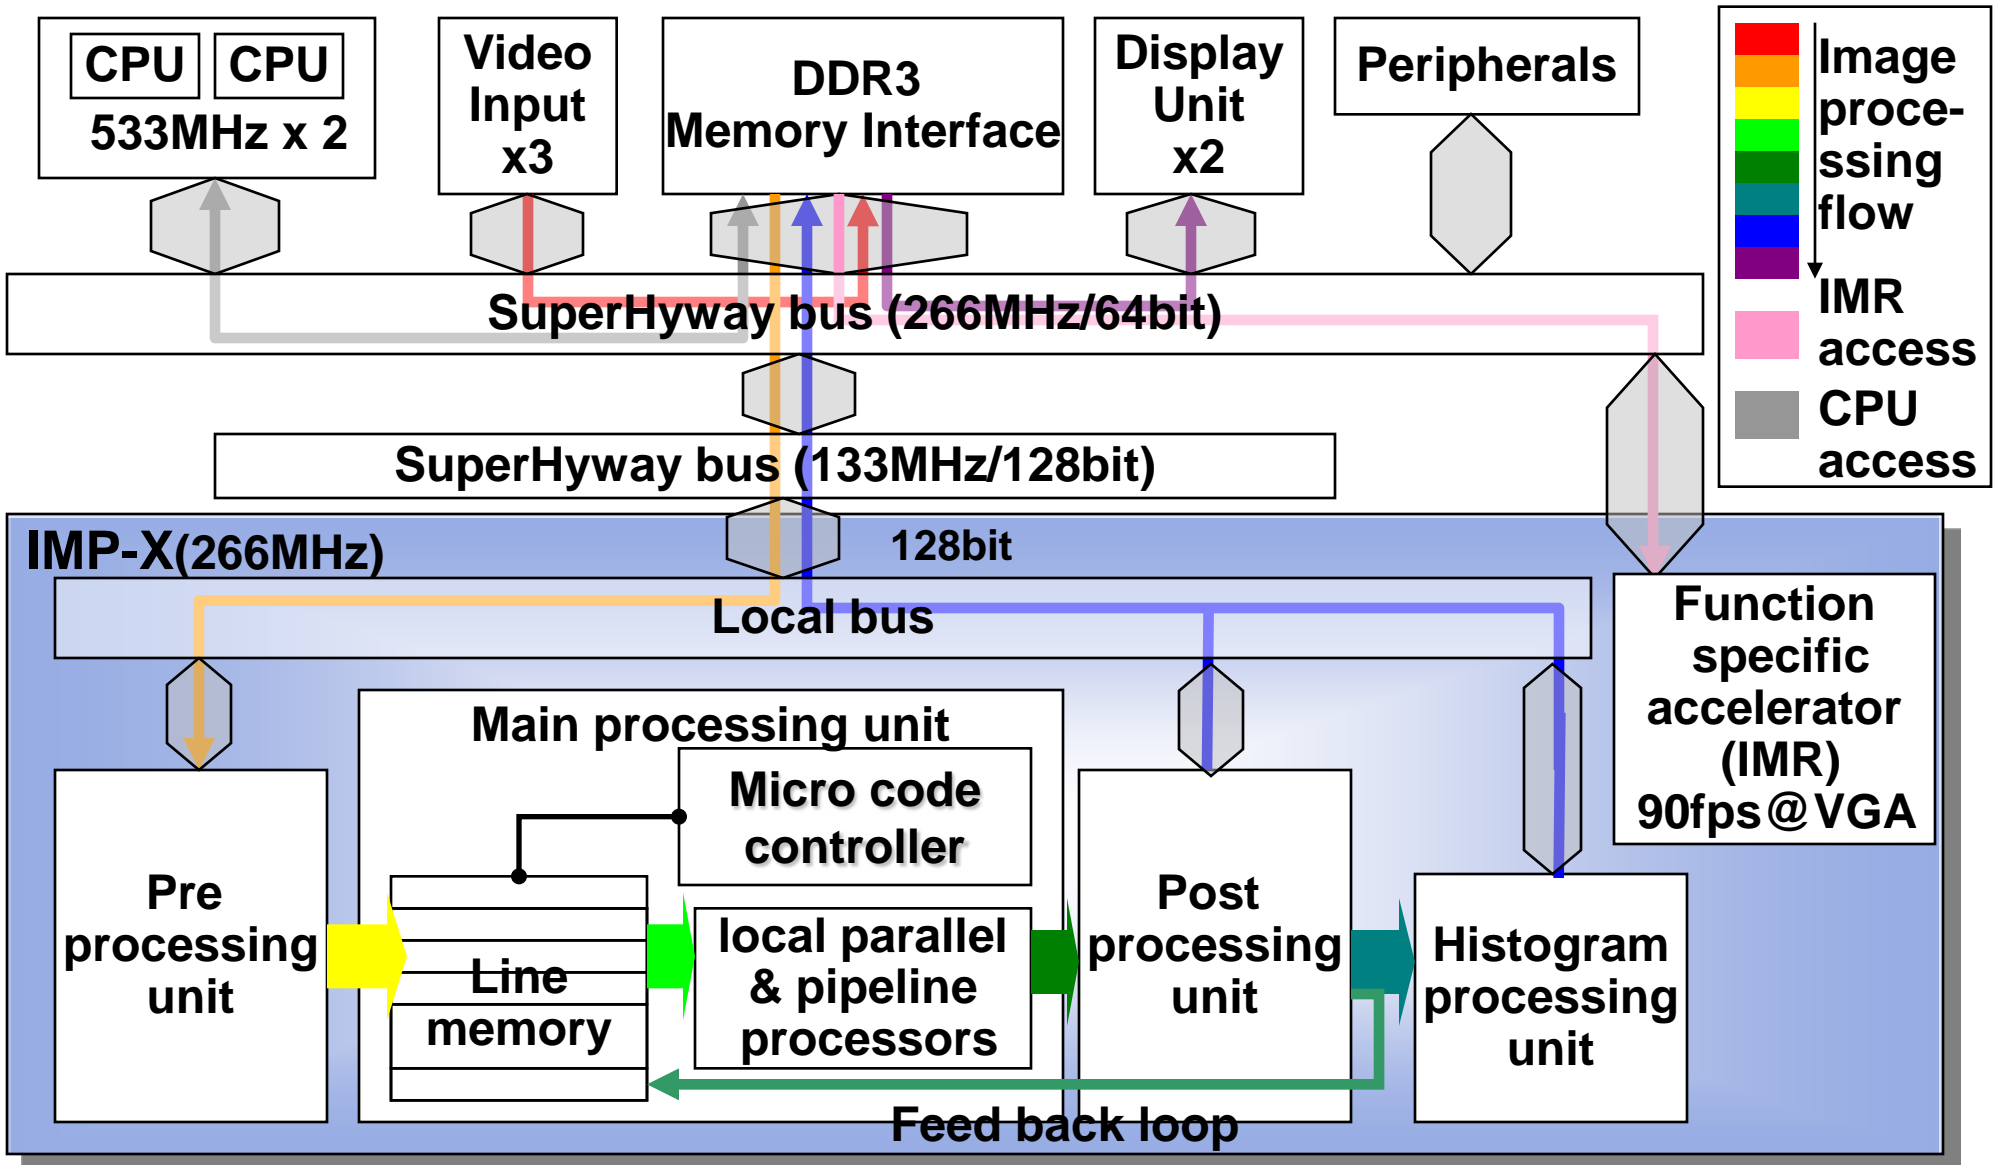 CPU CPU
533MHz x 2
Video
Input
x3
DDR3
Memory Interface
Display
Unit
x2
Peripherals
Image
proce-
ssing
flow
IMR
access
CPU
access
SuperHyway bus (266MHz/64bit)
SuperHyway bus (133MHz/128bit)
IMP-X(266MHz)
128bit
Local bus
Function
specific
accelerator
(IMR)
90fps@VGA
Main processing unit
Micro code
controller
Pre
processing
unit
Line
memory
local parallel
& pipeline
processors
Post
processing
unit
Histogram
processing
unit
Feed back loop